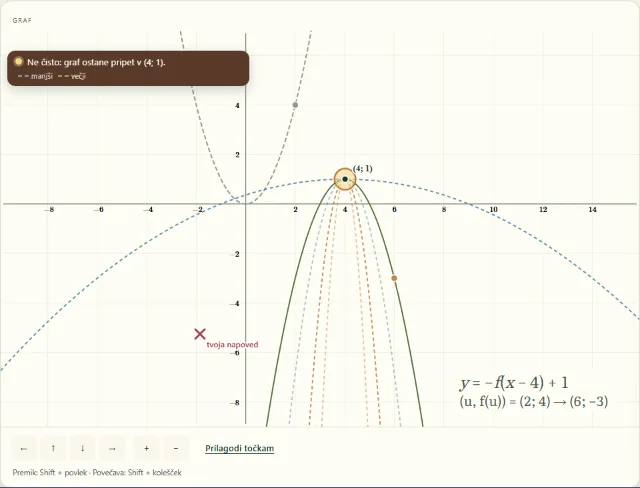 GRAF
Ne čisto: graf ostane pripet v (4; 1).
manjši večji
4
2
(4; 1)
−8 −6 −4 −2 2 4 6 8 10 12 14
−2
−4
tvoja napoved
−6
y = −f(x − 4) + 1
(u, f(u)) = (2; 4) → (6; −3)
−8
← ↑ ↓ → + − Prilagodi točkam
Premik: Shift + povlek · Povečava: Shift + kolešček